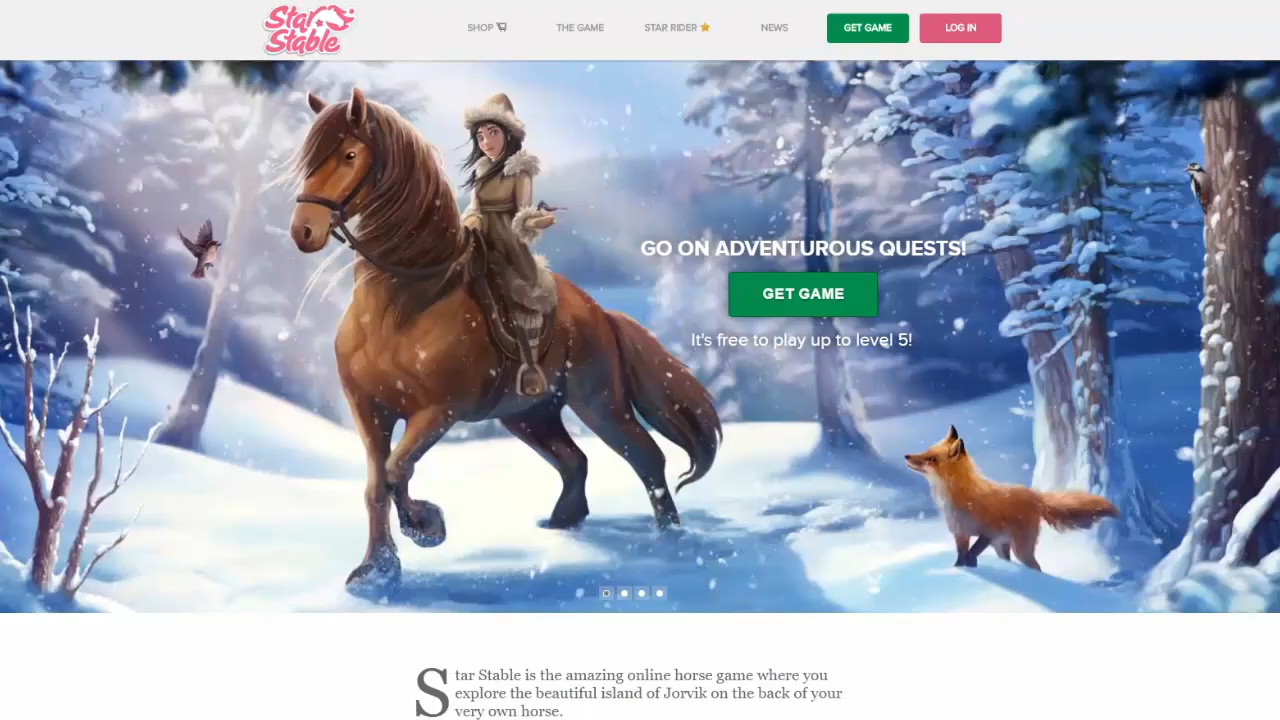 Star
Stable
SHOP
THE GAME
STAR RIDER
NEWS
GET GAME
LOG IN
GO ON ADVENTUROUS QUESTS!
GET GAME
It's free to play up to level 5!
Star Stable is the amazing online horse game where you
explore the beautiful island of Jorvik on the back of your
very own horse.